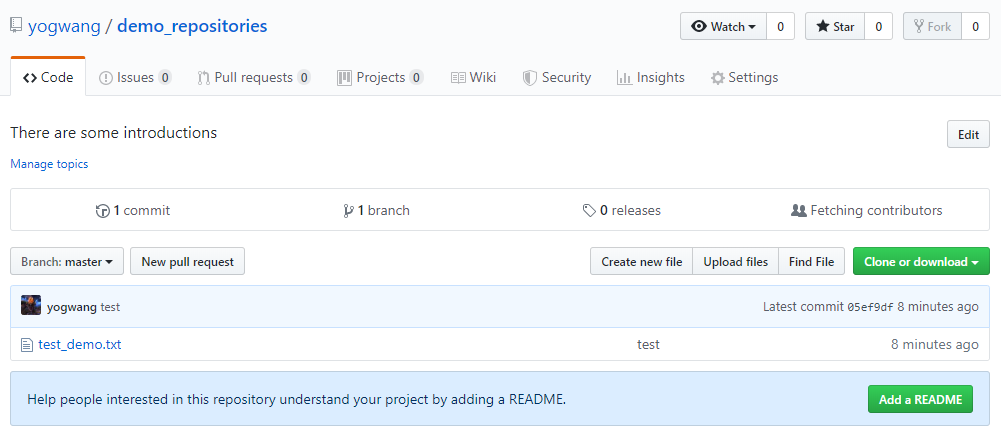 yogwang / demo_repositories Watch 0 Star 0 Fork 0
Code Issues 0 Pull requests 0 Projects 0 Wiki Security Insights Settings
There are some introductions Edit
Manage topics
1 commit 1 branch 0 releases Fetching contributors
Branch: master New pull request Create new file Upload files Find File Clone or download
yogwang test Latest commit 05ef9df 8 minutes ago
test_demo.txt test 8 minutes ago
Help people interested in this repository understand your project by adding a README. Add a README